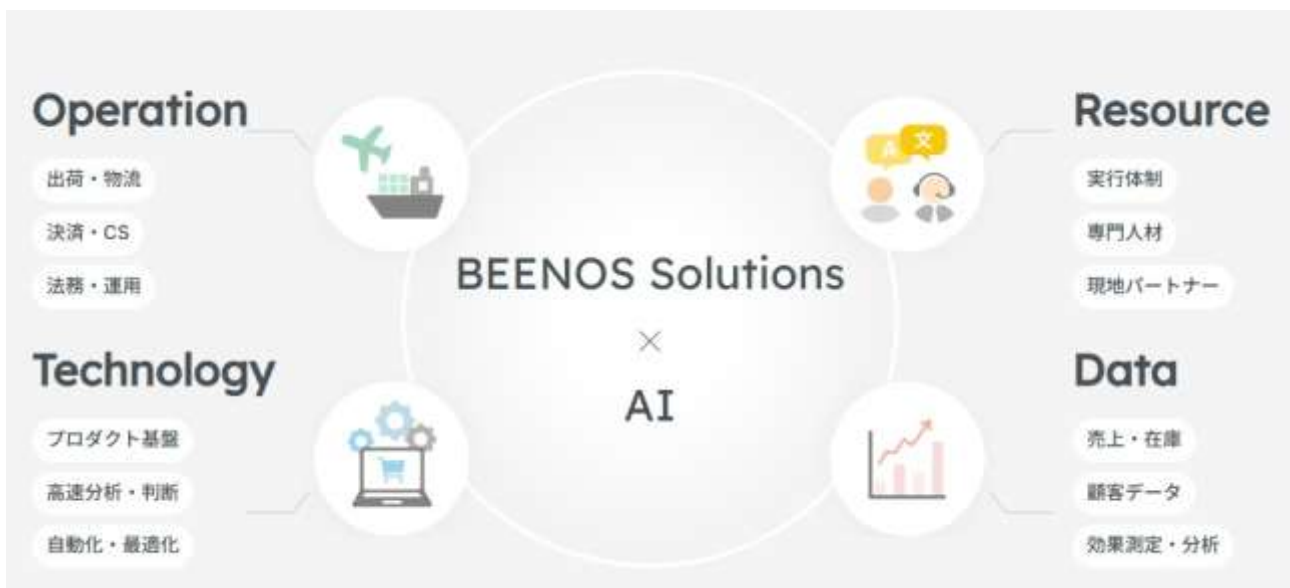 Operation
出荷・物流
決済・CS
法務・運用
Technology
プロダクト基盤
高速分析・判断
自動化・最適化
A
文
BEENOS Solutions
×
AI
Resource
実行体制
専門人材
現地パートナー
Data
売上・在庫
顧客データ
効果測定・分析